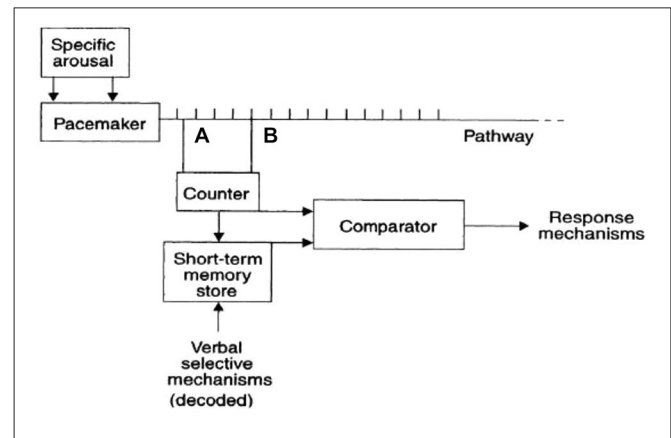 Specific
arousal
Pacemaker
A
B
Pathway
Counter
Comparator
Response
mechanisms
Short-term
memory
store
Verbal
selective
mechanisms
(decoded)